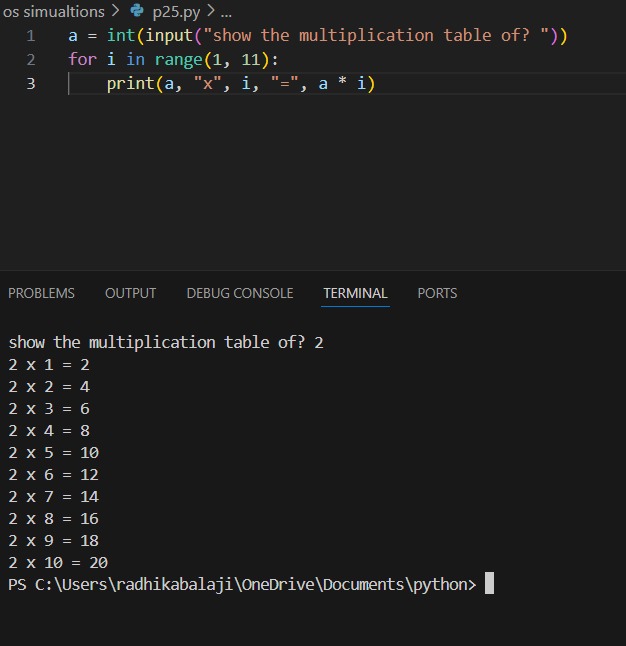 os simualtions > p25.py > ...
1 a = int(input("show the multiplication table of? "))
2 for i in range(1, 11):
3     print(a, "x", i, "=", a * i)
PROBLEMS OUTPUT DEBUG CONSOLE TERMINAL PORTS
show the multiplication table of? 2
2 x 1 = 2
2 x 2 = 4
2 x 3 = 6
2 x 4 = 8
2 x 5 = 10
2 x 6 = 12
2 x 7 = 14
2 x 8 = 16
2 x 9 = 18
2 x 10 = 20
PS C:\Users\radhikabalaji\OneDrive\Documents\python>